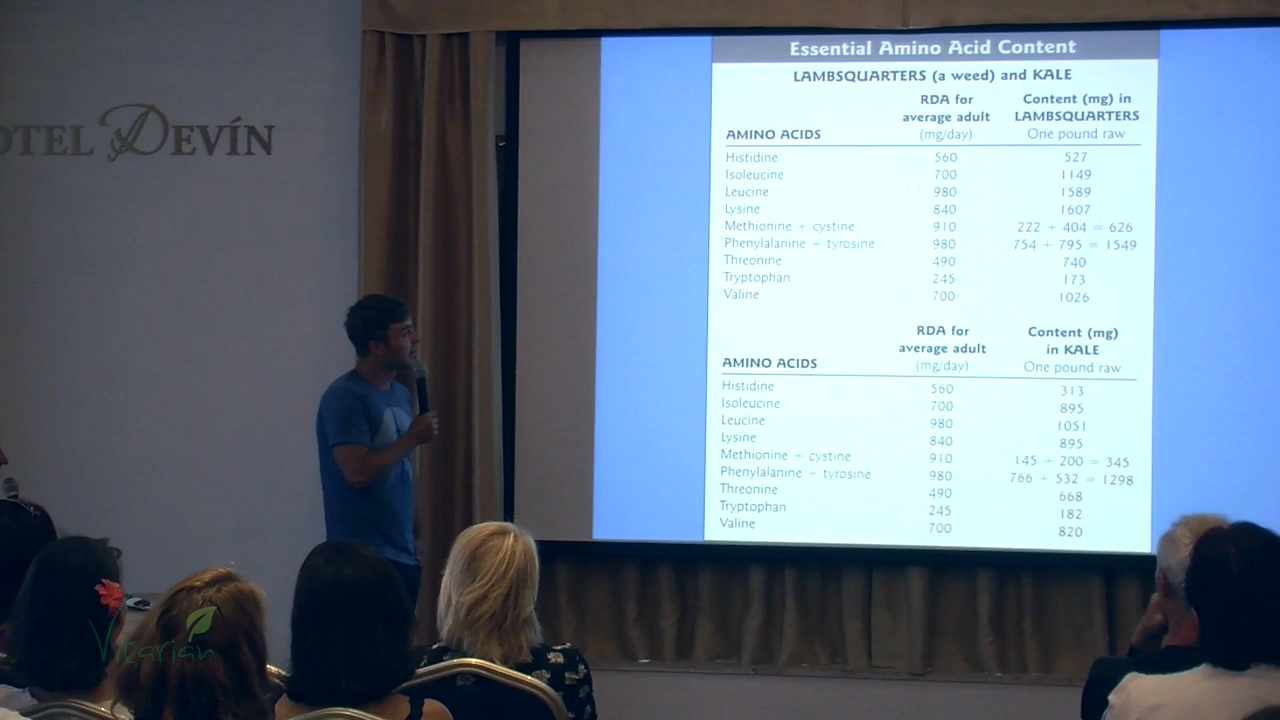 OTEL DEVÍN
Essential Amino Acid Content
LAMBSQUARTERS (a weed) and KALE
AMINO ACIDS RDA for average adult (mg/day) Content (mg) in LAMBSQUARTERS One pound raw
Histidine 560 527
Isoleucine 700 1149
Leucine 980 1589
Lysine 840 1607
Methionine + cystine 910 222 + 404 = 626
Phenylalanine + tyrosine 980 754 + 795 = 1549
Threonine 490 740
Tryptophan 245 173
Valine 700 1026
AMINO ACIDS RDA for average adult (mg/day) Content (mg) in KALE One pound raw
Histidine 560 313
Isoleucine 700 895
Leucine 980 1051
Lysine 840 895
Methionine + cystine 910 145 + 200 = 345
Phenylalanine + tyrosine 980 766 + 532 = 1298
Threonine 490 668
Tryptophan 245 182
Valine 700 820
Vitarian